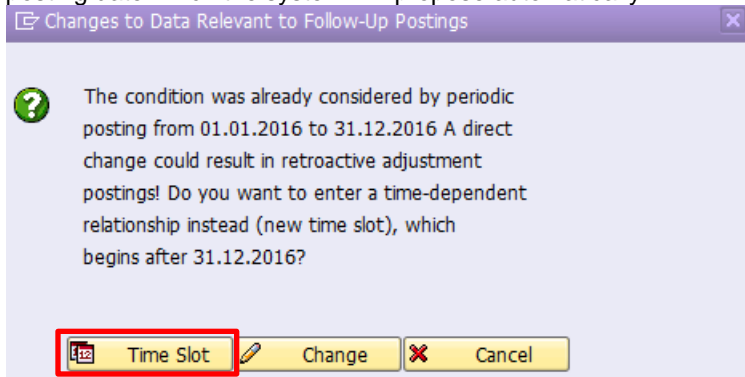 Changes to Data Relevant to Follow-Up Postings
The condition was already considered by periodic
posting from 01.01.2016 to 31.12.2016 A direct
change could result in retroactive adjustment
postings! Do you want to enter a time-dependent
relationship instead (new time slot), which
begins after 31.12.2016?
Time Slot Change Cancel